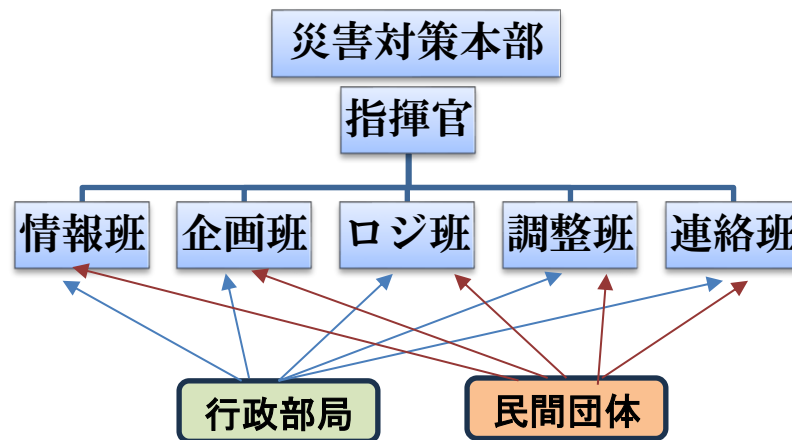 災害対策本部
指揮官
情報班
企画班
ロジ班
調整班
連絡班
行政部局
民間団体